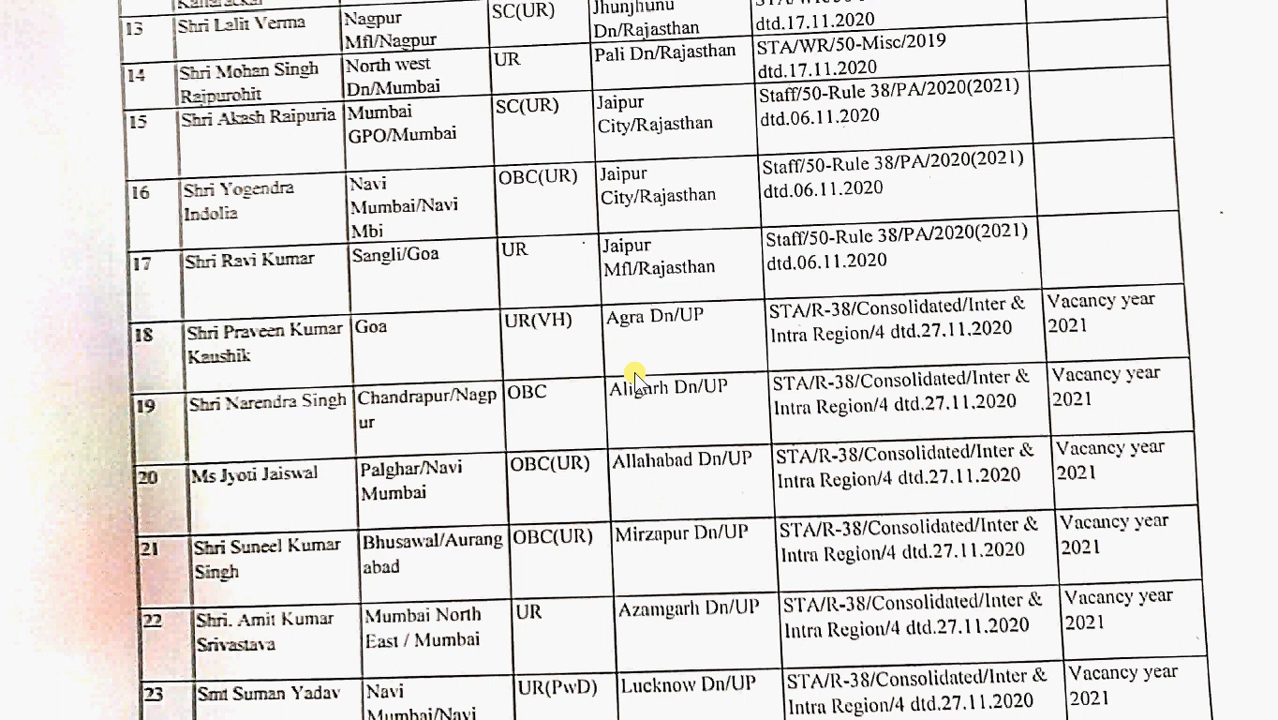 13 Shri Lalit Verma Nagpur SC(UR) Jhunjhunu
Mfl/Nagpur Dn/Rajasthan dtd.17.11.2020
14 Shri Mohan Singh North west UR Pali Dn/Rajasthan STA/WR/50-Misc/2019
Rajpurohit Dn/Mumbai dtd.17.11.2020
15 Shri Akash Raipuria Mumbai SC(UR) Jaipur Staff/50-Rule 38/PA/2020(2021)
GPO/Mumbai City/Rajasthan dtd.06.11.2020
16 Shri Yogendra Navi OBC(UR) Jaipur Staff/50-Rule 38/PA/2020(2021)
Indolia Mumbai/Navi City/Rajasthan dtd.06.11.2020
Mbi
17 Shri Ravi Kumar Sangli/Goa UR Jaipur Staff/50-Rule 38/PA/2020(2021)
Mfl/Rajasthan dtd.06.11.2020
18 Shri Praveen Kumar Goa UR(VH) Agra Dn/UP STA/R-38/Consolidated/Inter & Vacancy year
Kaushik Intra Region/4 dtd.27.11.2020 2021
19 Shri Narendra Singh Chandrapur/Nagp OBC Aligarh Dn/UP STA/R-38/Consolidated/Inter & Vacancy year
ur Intra Region/4 dtd.27.11.2020 2021
20 Ms Jyoti Jaiswal Palghar/Navi OBC(UR) Allahabad Dn/UP STA/R-38/Consolidated/Inter & Vacancy year
Mumbai Intra Region/4 dtd.27.11.2020 2021
21 Shri Suneel Kumar Bhusawal/Aurang OBC(UR) Mirzapur Dn/UP STA/R-38/Consolidated/Inter & Vacancy year
Singh abad Intra Region/4 dtd.27.11.2020 2021
22 Shri. Amit Kumar Mumbai North UR Azamgarh Dn/UP STA/R-38/Consolidated/Inter & Vacancy year
Srivastava East / Mumbai Intra Region/4 dtd.27.11.2020 2021
23 Smt Suman Yadav Navi UR(PwD) Lucknow Dn/UP STA/R-38/Consolidated/Inter & Vacancy year
Mumbai/Navi Intra Region/4 dtd.27.11.2020 2021